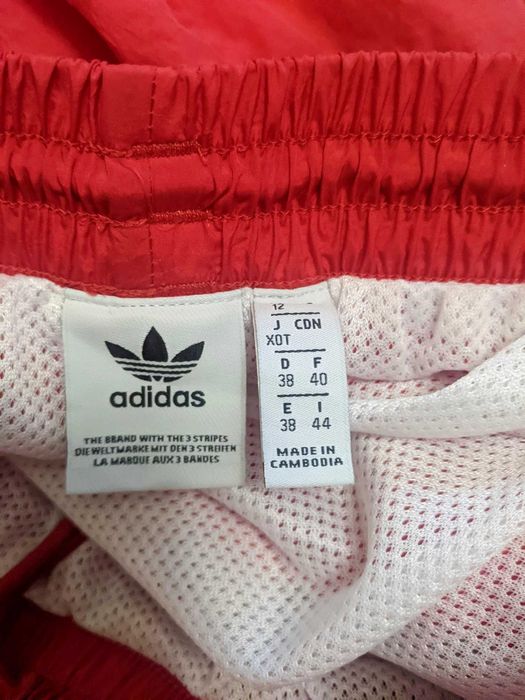 adidas
THE BRAND WITH THE 3 STRIPES
DIE WELTMARKE MIT DEN 3 STREIFEN
LA MARQUE AUX 3 BANDES
12
J CDN
XOT
D F
38 40
E I
38 44
MADE IN
CAMBODIA